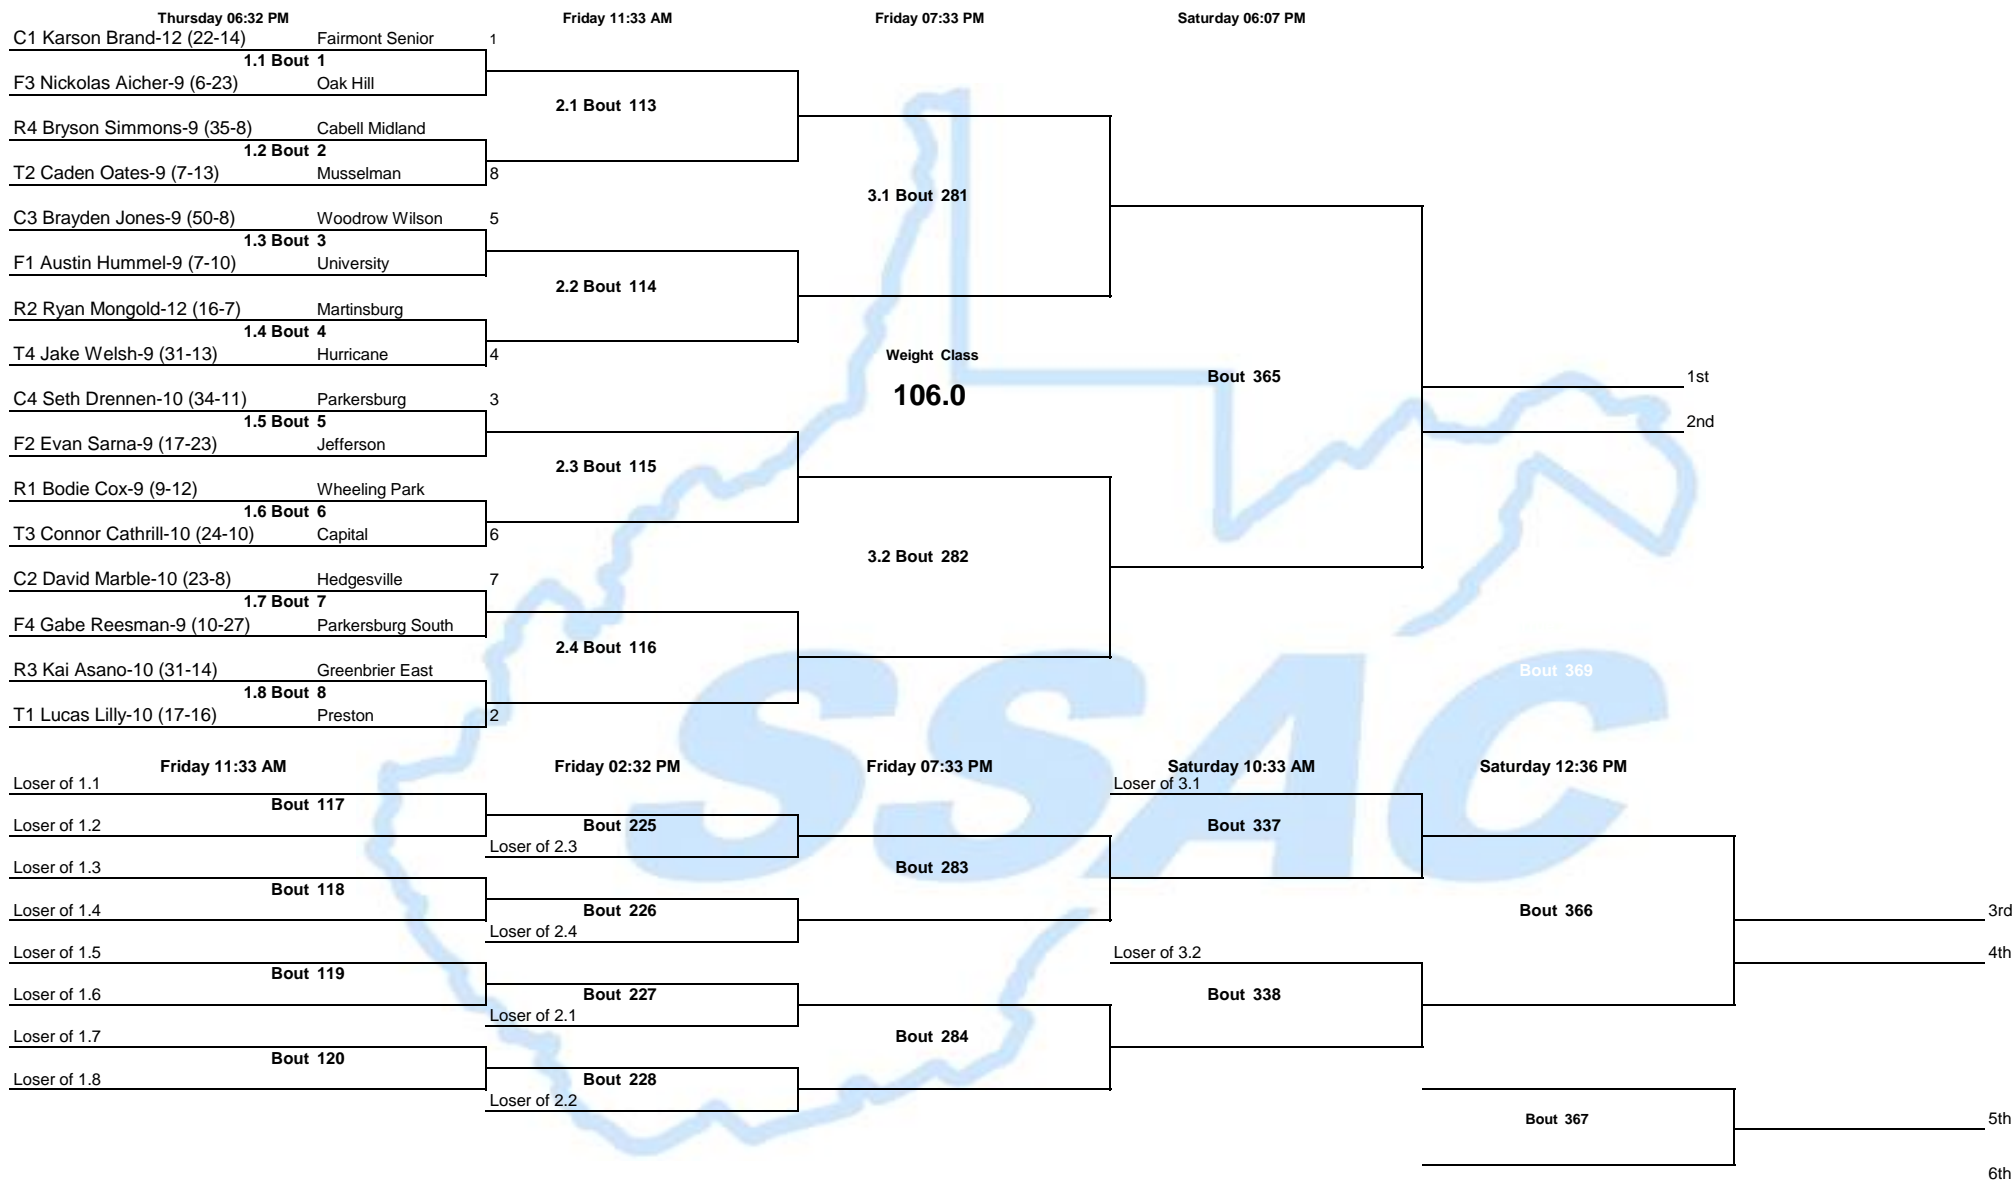 Thursday 06:32 PM Friday 11:33 AM Friday 07:33 PM Saturday 06:07 PM
C1 Karson Brand-12 (22-14) Fairmont Senior 1
1.1 Bout 1
F3 Nickolas Aicher-9 (6-23) Oak Hill
2.1 Bout 113
R4 Bryson Simmons-9 (35-8) Cabell Midland
1.2 Bout 2
T2 Caden Oates-9 (7-13) Musselman 8
3.1 Bout 281
C3 Brayden Jones-9 (50-8) Woodrow Wilson 5
1.3 Bout 3
F1 Austin Hummel-9 (7-10) University
2.2 Bout 114
R2 Ryan Mongold-12 (16-7) Martinsburg
1.4 Bout 4
T4 Jake Welsh-9 (31-13) Hurricane 4
Weight Class
106.0
Bout 365
1st
2nd
C4 Seth Drennen-10 (34-11) Parkersburg 3
1.5 Bout 5
F2 Evan Sarna-9 (17-23) Jefferson
2.3 Bout 115
R1 Bodie Cox-9 (9-12) Wheeling Park
1.6 Bout 6
T3 Connor Cathrill-10 (24-10) Capital 6
3.2 Bout 282
C2 David Marble-10 (23-8) Hedgesville 7
1.7 Bout 7
F4 Gabe Reesman-9 (10-27) Parkersburg South
2.4 Bout 116
R3 Kai Asano-10 (31-14) Greenbrier East
1.8 Bout 8
T1 Lucas Lilly-10 (17-16) Preston 2
Bout 369
SSAC
Friday 11:33 AM Friday 02:32 PM Friday 07:33 PM Saturday 10:33 AM Saturday 12:36 PM
Loser of 1.1 Loser of 3.1
Bout 117
Loser of 1.2 Bout 225 Bout 337
Loser of 2.3
Loser of 1.3 Bout 283
Bout 118
Loser of 1.4 Bout 226 Bout 366 3rd
Loser of 2.4
Loser of 1.5 Loser of 3.2 4th
Bout 119
Loser of 1.6 Bout 227 Bout 338
Loser of 2.1
Loser of 1.7 Bout 284
Bout 120
Loser of 1.8 Bout 228
Loser of 2.2
Bout 367 5th
6th